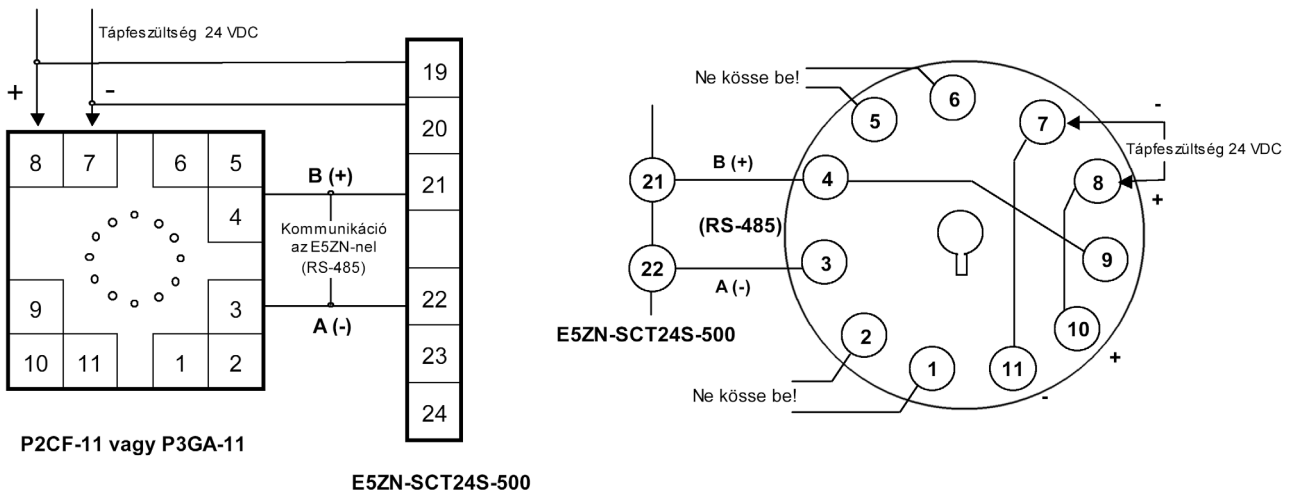 Tápfeszültség 24 VDC
+
-
19
20
21
22
23
24
8
7
6
5
4
9
3
10
11
1
2
B (+)
Kommunikáció
az E5ZN-nel
(RS-485)
A (-)
P2CF-11 vagy P3GA-11
E5ZN-SCT24S-500
Ne kösse be!
6
5
7
-
Tápfeszültség 24 VDC
8
+
21
B (+)
4
(RS-485)
9
22
A (-)
3
E5ZN-SCT24S-500
2
10
+
1
11
-
Ne kösse be!